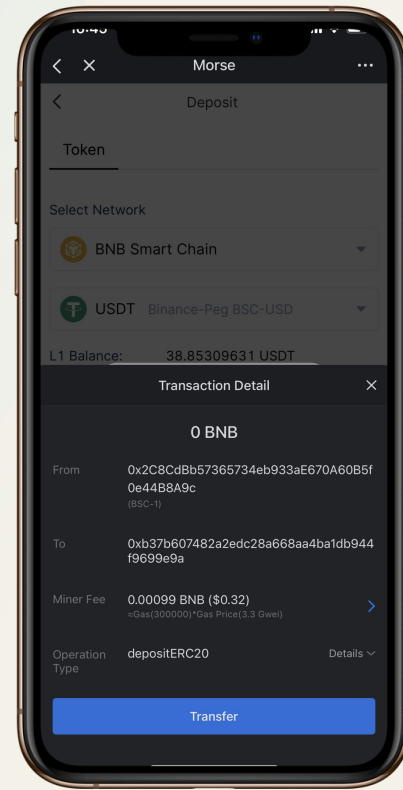 Morse
Deposit
Token
Select Network
BNB Smart Chain
USDT Binance-Peg BSC-USD
L1 Balance: 38.85309631 USDT
Transaction Detail
0 BNB
From 0x2C8CdBb57365734eb933aE670A60B5f
0e44B8A9c
(BSC-1)
To 0xb37b607482a2edc28a668aa4ba1db944
f9699e9a
Miner Fee 0.00099 BNB ($0.32)
≈Gas(300000)*Gas Price(3.3 Gwei)
Operation Type depositERC20 Details
Transfer